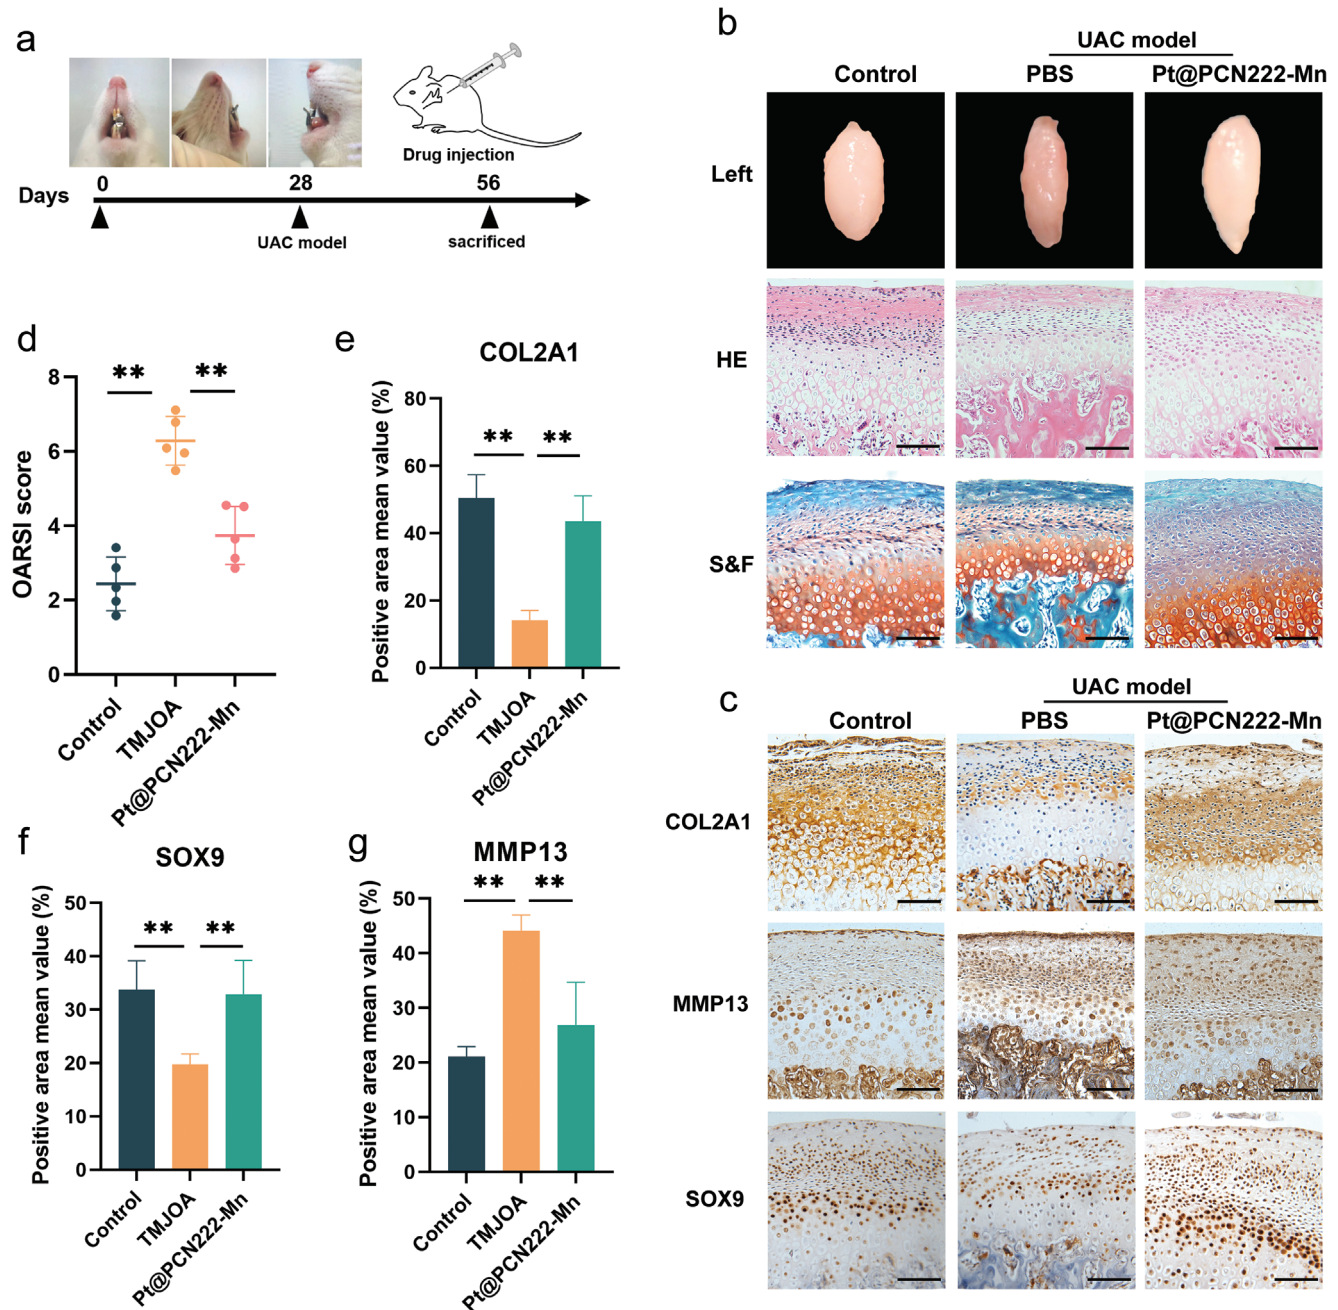 a
Drug injection
Days
0
28
56
UAC model
sacrificed
b
UAC model
Control
PBS
Pt@PCN222-Mn
Left
HE
S&F
c
UAC model
Control
PBS
Pt@PCN222-Mn
COL2A1
MMP13
SOX9
d
OARSI score
8
6
4
2
0
**
**
Control
TMJOA
Pt@PCN222-Mn
e
COL2A1
Positive area mean value (%)
80
60
40
20
0
**
**
Control
TMJOA
Pt@PCN222-Mn
f
SOX9
Positive area mean value (%)
50
40
30
20
10
0
**
**
Control
TMJOA
Pt@PCN222-Mn
g
MMP13
Positive area mean value (%)
50
40
30
20
10
0
**
**
Control
TMJOA
Pt@PCN222-Mn